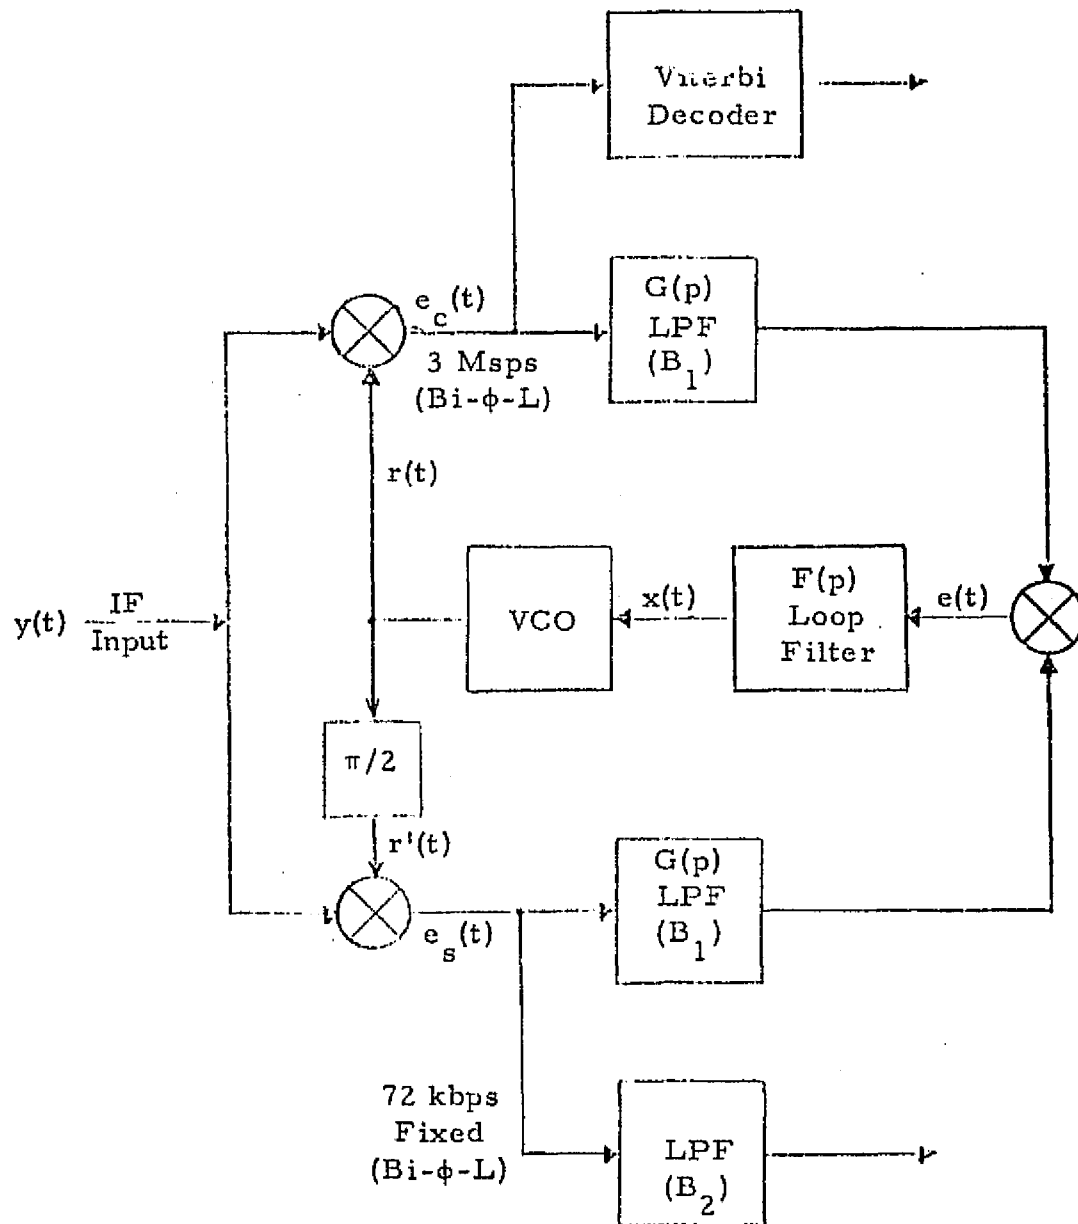 Viterbi
Decoder
e_c(t)
3 Msps
(Bi-ϕ-L)
G(p)
LPF
(B_1)
r(t)
y(t)
IF
Input
VCO
x(t)
F(p)
Loop
Filter
e(t)
π/2
r'(t)
e_s(t)
G(p)
LPF
(B_1)
72 kbps
Fixed
(Bi-ϕ-L)
LPF
(B_2)